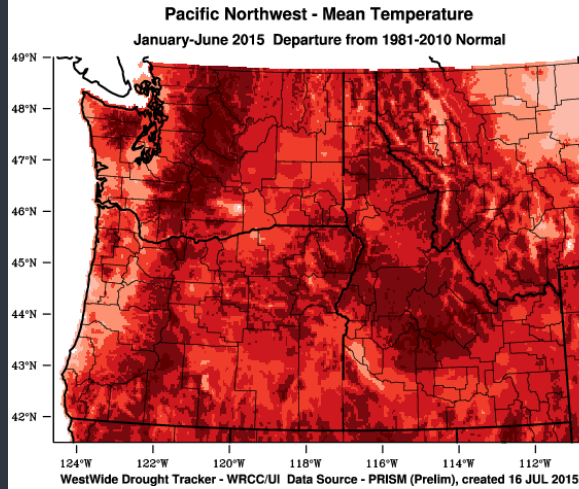 Pacific Northwest - Mean Temperature
January-June 2015 Departure from 1981-2010 Normal
49°N
48°N
47°N
46°N
45°N
44°N
43°N
42°N
124°W 122°W 120°W 118°W 116°W 114°W 112°W
WestWide Drought Tracker - WRCC/UI Data Source - PRISM (Prelim), created 16 JUL 2015